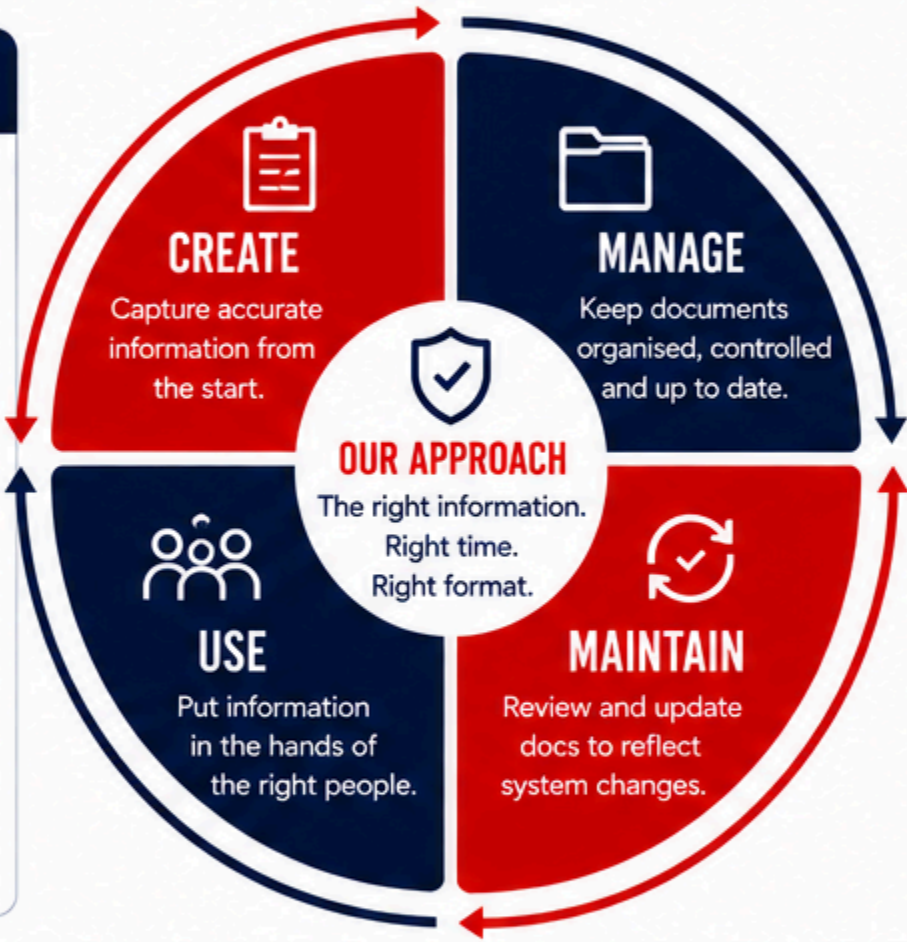 CREATE
Capture accurate
information from
the start.
MANAGE
Keep documents
organised, controlled
and up to date.
OUR APPROACH
The right information.
Right time.
Right format.
USE
Put information
in the hands of
the right people.
MAINTAIN
Review and update
docs to reflect
system changes.